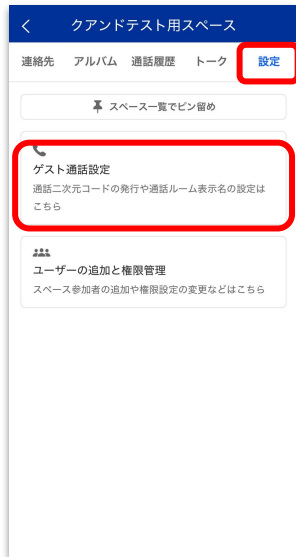 クアンドテスト用スペース
連絡先 アルバム 通話履歴 トーク 設定
スペース一覧でピン留め
ゲスト通話設定
通話二次元コードの発行や通話ルーム表示名の設定は
こちら
ユーザーの追加と権限管理
スペース参加者の追加や権限設定の変更などはこちら